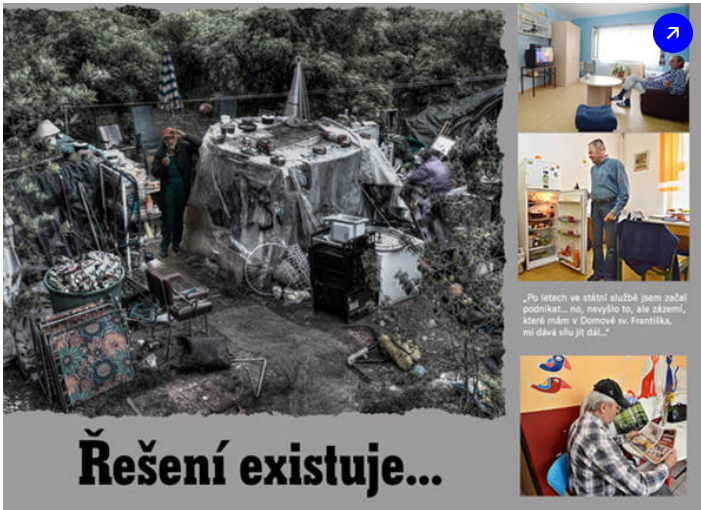 „Po letech ve státní službě jsem začal
podnikat... no, nevyšlo to, ale zázemí,
které mám v Domově sv. Františka,
mi dává sílu jít dál...“
Řešení existuje...